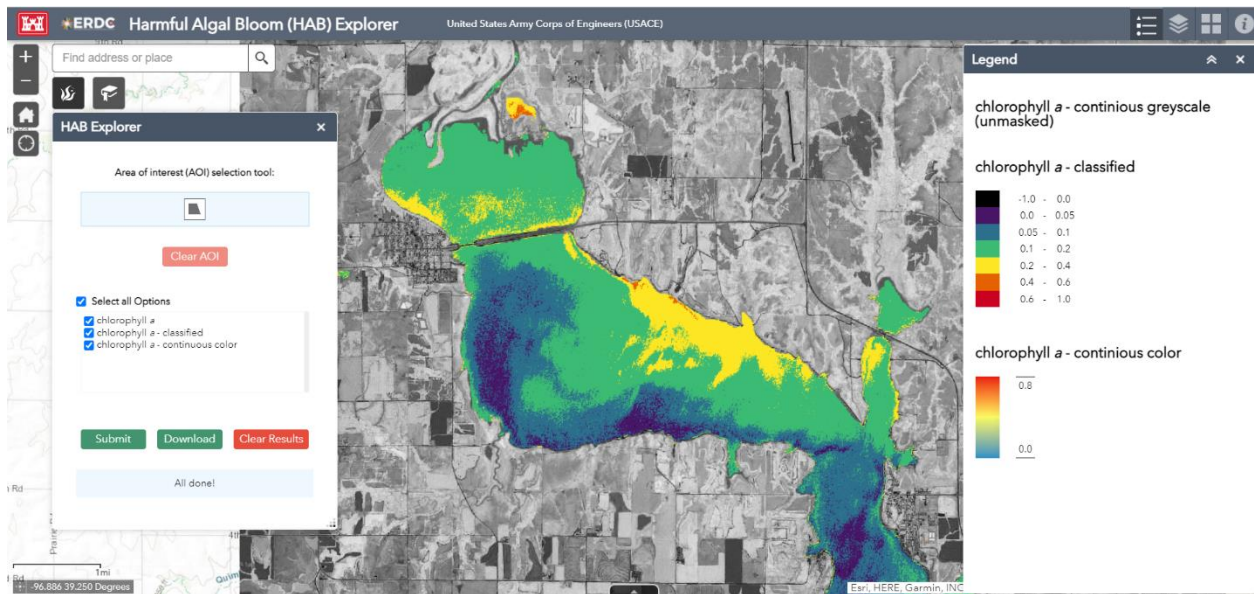 ERDC Harmful Algal Bloom (HAB) Explorer United States Army Corps of Engineers (USACE)
Find address or place
HAB Explorer
Area of interest (AOI) selection tool:
Clear AOI
Select all Options
chlorophyll a
chlorophyll a - classified
chlorophyll a - continuous color
Submit Download Clear Results
All done!
1mi
-96.886 39.250 Degrees
Esri, HERE, Garmin, INC
Legend
chlorophyll a - continious greyscale
(unmasked)
chlorophyll a - classified
-1.0 - 0.0
0.0 - 0.05
0.05 - 0.1
0.1 - 0.2
0.2 - 0.4
0.4 - 0.6
0.6 - 1.0
chlorophyll a - continious color
0.8
0.0